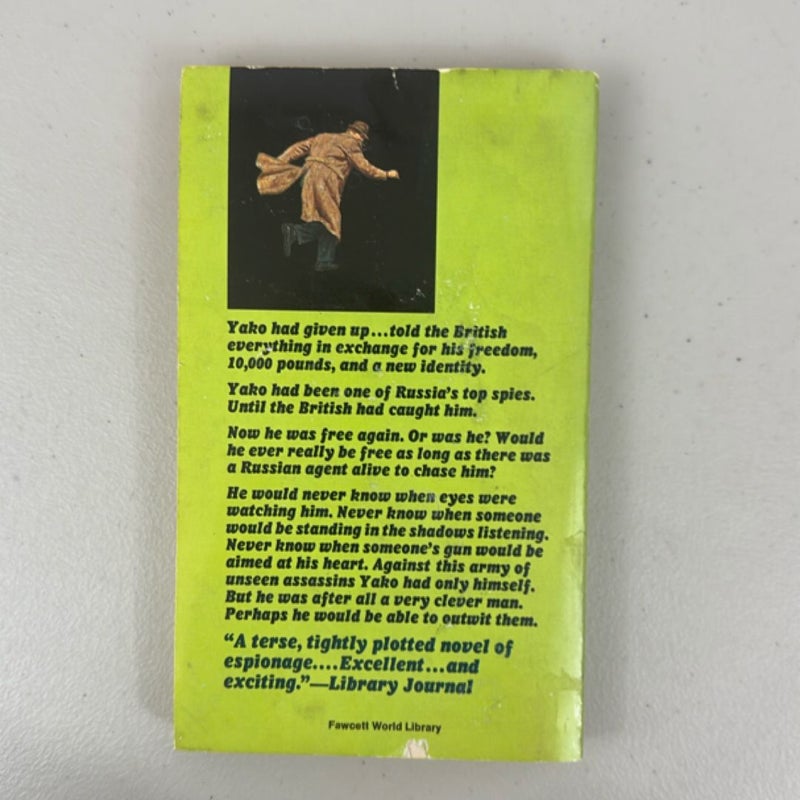 Yako had given up...told the British
everything in exchange for his freedom,
10,000 pounds, and a new identity.
Yako had been one of Russia's top spies.
Until the British had caught him.
Now he was free again. Or was he? Would
he ever really be free as long as there was
a Russian agent alive to chase him?
He would never know when eyes were
watching him. Never know when someone
would be standing in the shadows listening.
Never know when someone's gun would be
aimed at his heart. Against this army of
unseen assassins Yako had only himself.
But he was after all a very clever man.
Perhaps he would be able to outwit them.
"A terse, tightly plotted novel of
espionage....Excellent...and
exciting."—Library Journal
Fawcett World Library